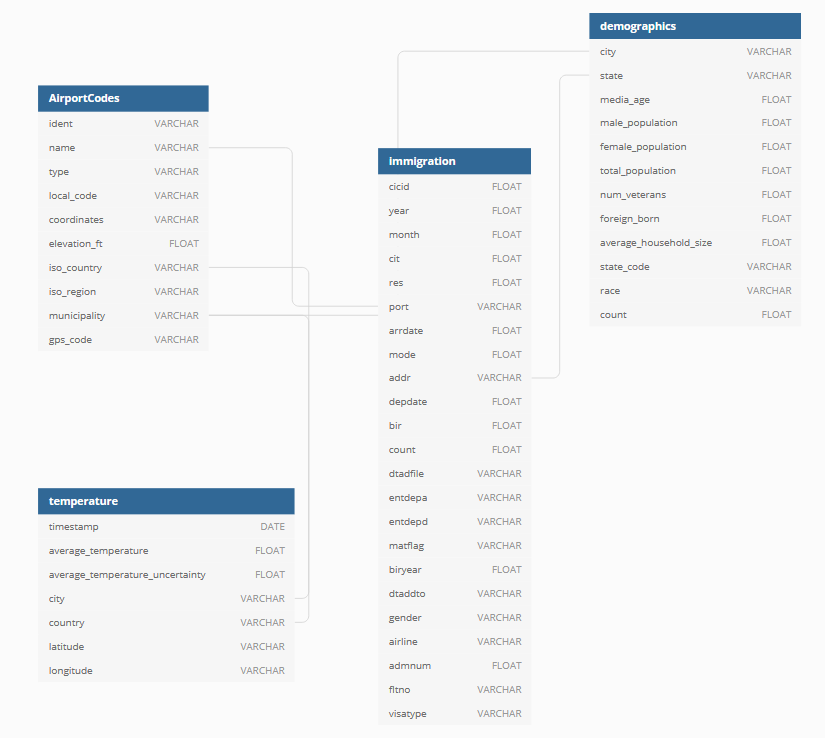 AirportCodes
ident VARCHAR
name VARCHAR
type VARCHAR
local_code VARCHAR
coordinates VARCHAR
elevation_ft FLOAT
iso_country VARCHAR
iso_region VARCHAR
municipality VARCHAR
gps_code VARCHAR
temperature
timestamp DATE
average_temperature FLOAT
average_temperature_uncertainty FLOAT
city VARCHAR
country VARCHAR
latitude VARCHAR
longitude VARCHAR
immigration
cicid FLOAT
year FLOAT
month FLOAT
cit FLOAT
res FLOAT
port VARCHAR
arrdate FLOAT
mode FLOAT
addr VARCHAR
depdate FLOAT
bir FLOAT
count FLOAT
dtadfile VARCHAR
entdepa VARCHAR
entdepd VARCHAR
matflag VARCHAR
biryear FLOAT
dtaddto VARCHAR
gender VARCHAR
airline VARCHAR
admnum FLOAT
fltno VARCHAR
visatype VARCHAR
demographics
city VARCHAR
state VARCHAR
media_age FLOAT
male_population FLOAT
female_population FLOAT
total_population FLOAT
num_veterans FLOAT
foreign_born FLOAT
average_household_size FLOAT
state_code VARCHAR
race VARCHAR
count FLOAT